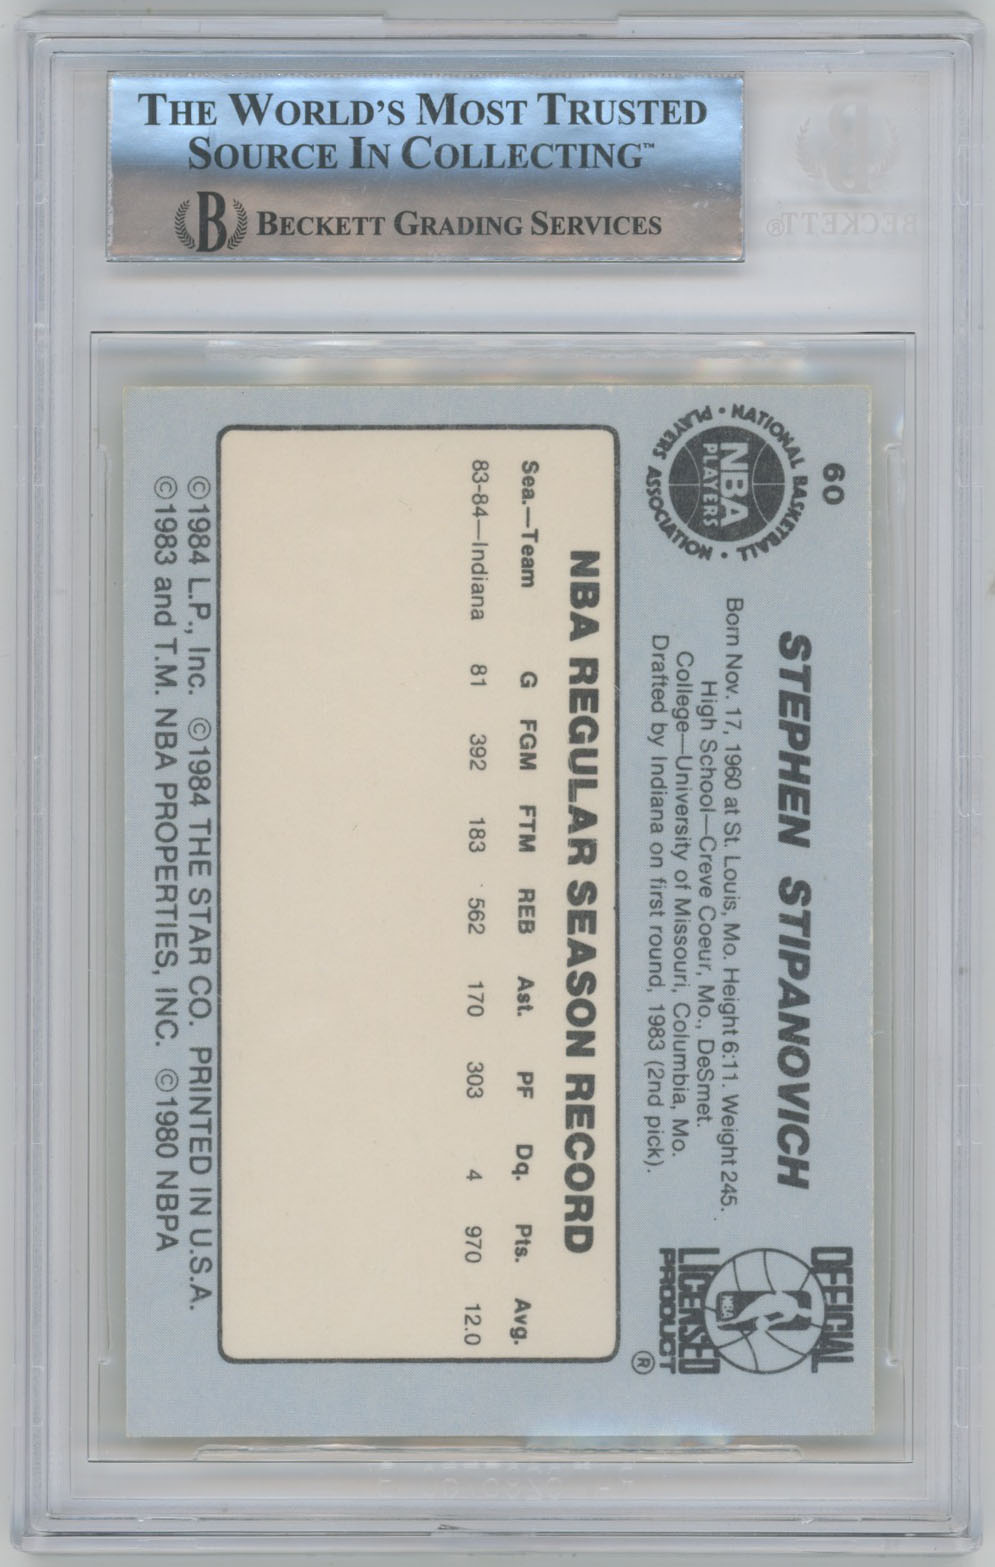 THE WORLD'S MOST TRUSTED
SOURCE IN COLLECTING™
B BECKETT GRADING SERVICES
BECKETT®
60
NATIONAL BASKETBALL • PLAYERS ASSOCIATION •
NBA
PLAYERS
STEPHEN STIPANOVICH
Born Nov. 17, 1960 at St. Louis, Mo. Height 6:11. Weight 245.
High School—Creve Coeur, Mo., DeSmet.
College—University of Missouri, Columbia, Mo.
Drafted by Indiana on first round, 1983 (2nd pick).
OFFICIAL
NBA
LICENSED
PRODUCT
®
NBA REGULAR SEASON RECORD
Sea.—Team G FGM FTM REB Ast. PF Dq. Pts. Avg.
83-84—Indiana 81 392 183 562 170 303 4 970 12.0
©1984 L.P., Inc. ©1984 THE STAR CO. PRINTED IN U.S.A.
©1983 and T.M. NBA PROPERTIES, INC. ©1980 NBPA